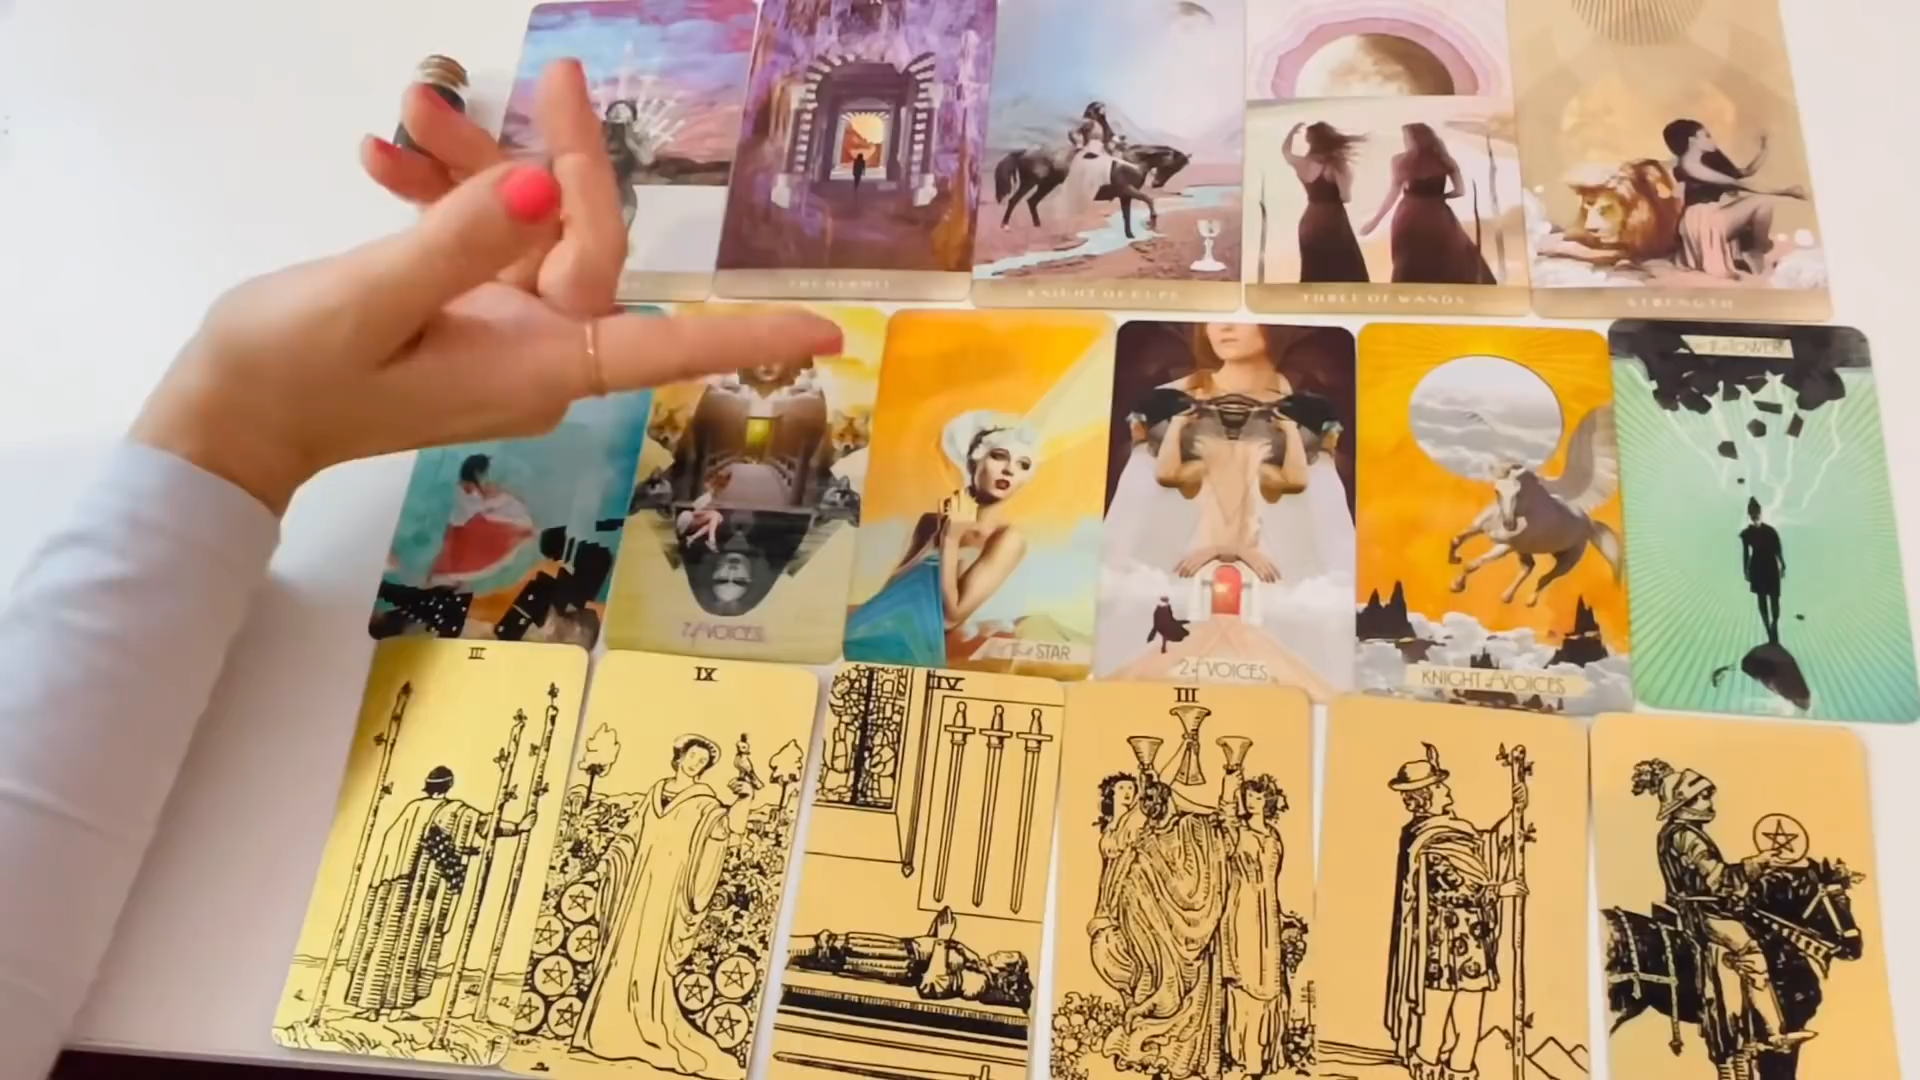 THE HERMIT
KNIGHT OF CUPS
THREE OF WANDS
STRENGTH
THE TOWER
7 of VOICES
The STAR
2 of VOICES
KNIGHT of VOICES
III
IX
IV
III